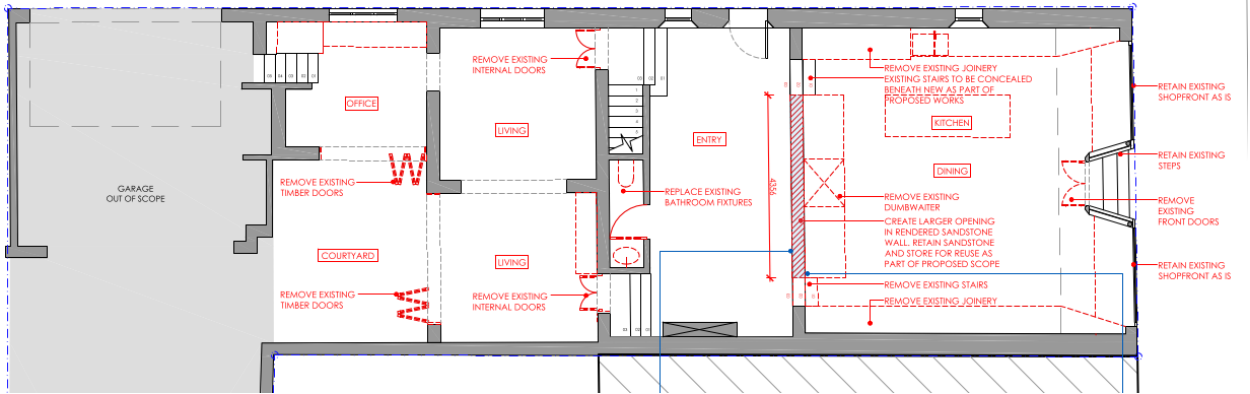 REMOVE EXISTING
INTERNAL DOORS
REMOVE EXISTING JOINERY
EXISTING STAIRS TO BE CONCEALED
BENEATH NEW AS PART OF
PROPOSED WORKS
RETAIN EXISTING
SHOPFRONT AS IS
OFFICE
LIVING
ENTRY
KITCHEN
RETAIN EXISTING
STEPS
DINING
REMOVE EXISTING
TIMBER DOORS
GARAGE
OUT OF SCOPE
REPLACE EXISTING
BATHROOM FIXTURES
4356
REMOVE EXISTING
DUMBWAITER
REMOVE
EXISTING
FRONT DOORS
CREATE LARGER OPENING
IN RENDERED SANDSTONE
WALL. RETAIN SANDSTONE
AND STORE FOR REUSE AS
PART OF PROPOSED SCOPE
COURTYARD
LIVING
RETAIN EXISTING
SHOPFRONT AS IS
REMOVE EXISTING
TIMBER DOORS
REMOVE EXISTING
INTERNAL DOORS
REMOVE EXISTING STAIRS
REMOVE EXISTING JOINERY